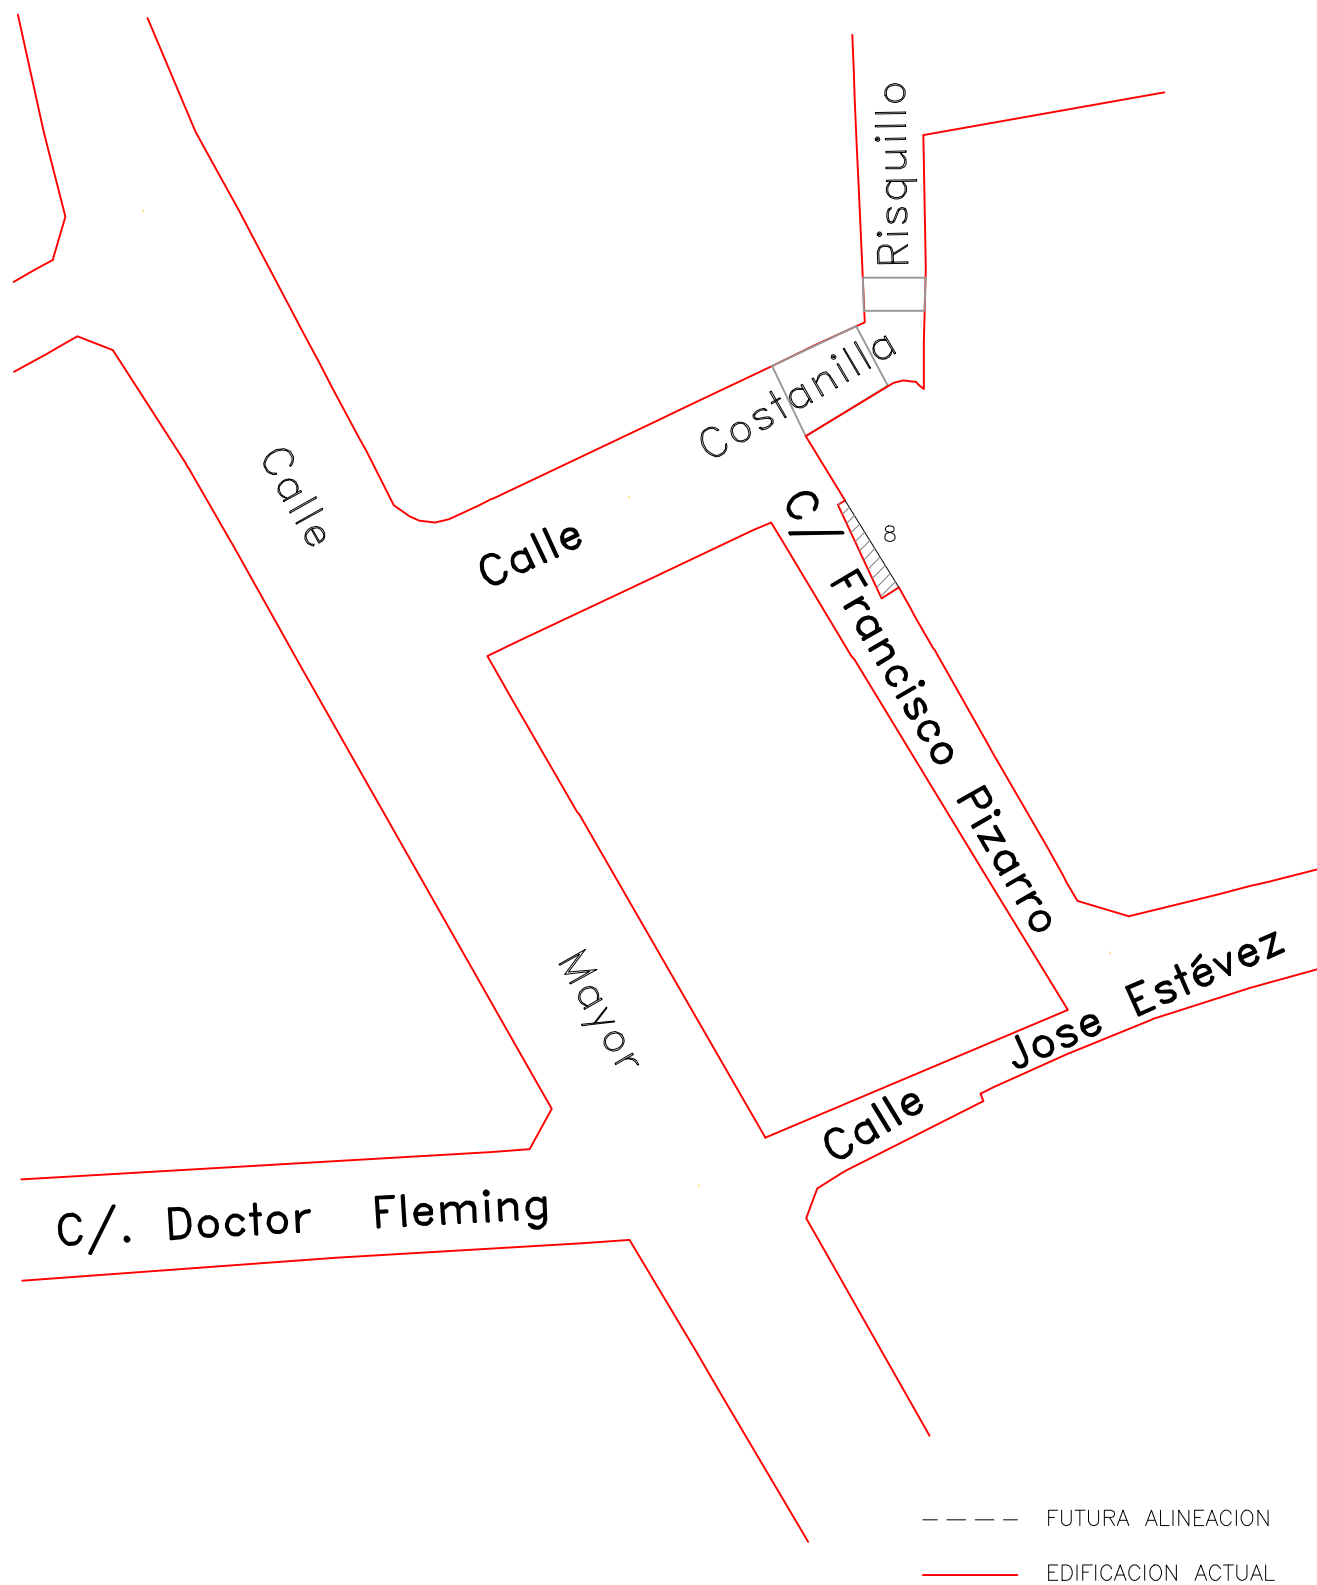 Risquillo
Costanilla
Calle
Calle
C/ Francisco Pizarro
8
Mayor
Calle Jose Estévez
C/. Doctor Fleming
FUTURA ALINEACION
EDIFICACION ACTUAL